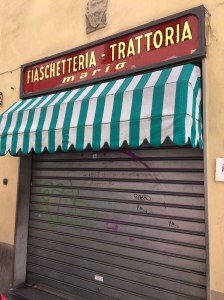 FIASCHETTERIA - TRATTORIA
mario